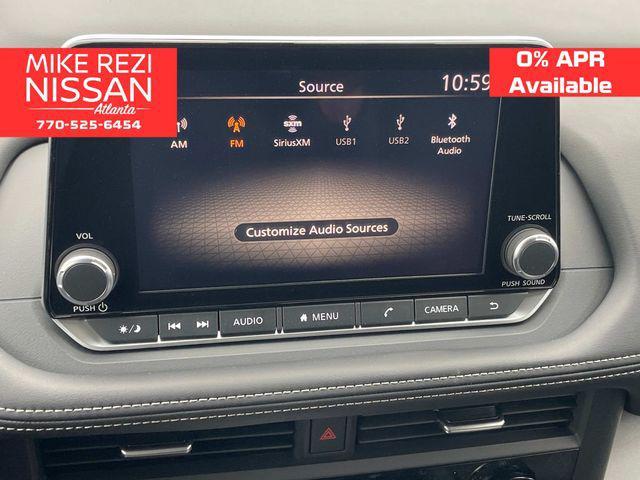 MIKE REZI
NISSAN
Atlanta
770-525-6454
0% APR
Available
Source
10:59
AM
FM
sxm
SiriusXM
USB1
USB2
Bluetooth
Audio
Customize Audio Sources
VOL
PUSH
TUNE·SCROLL
PUSH SOUND
AUDIO
MENU
CAMERA